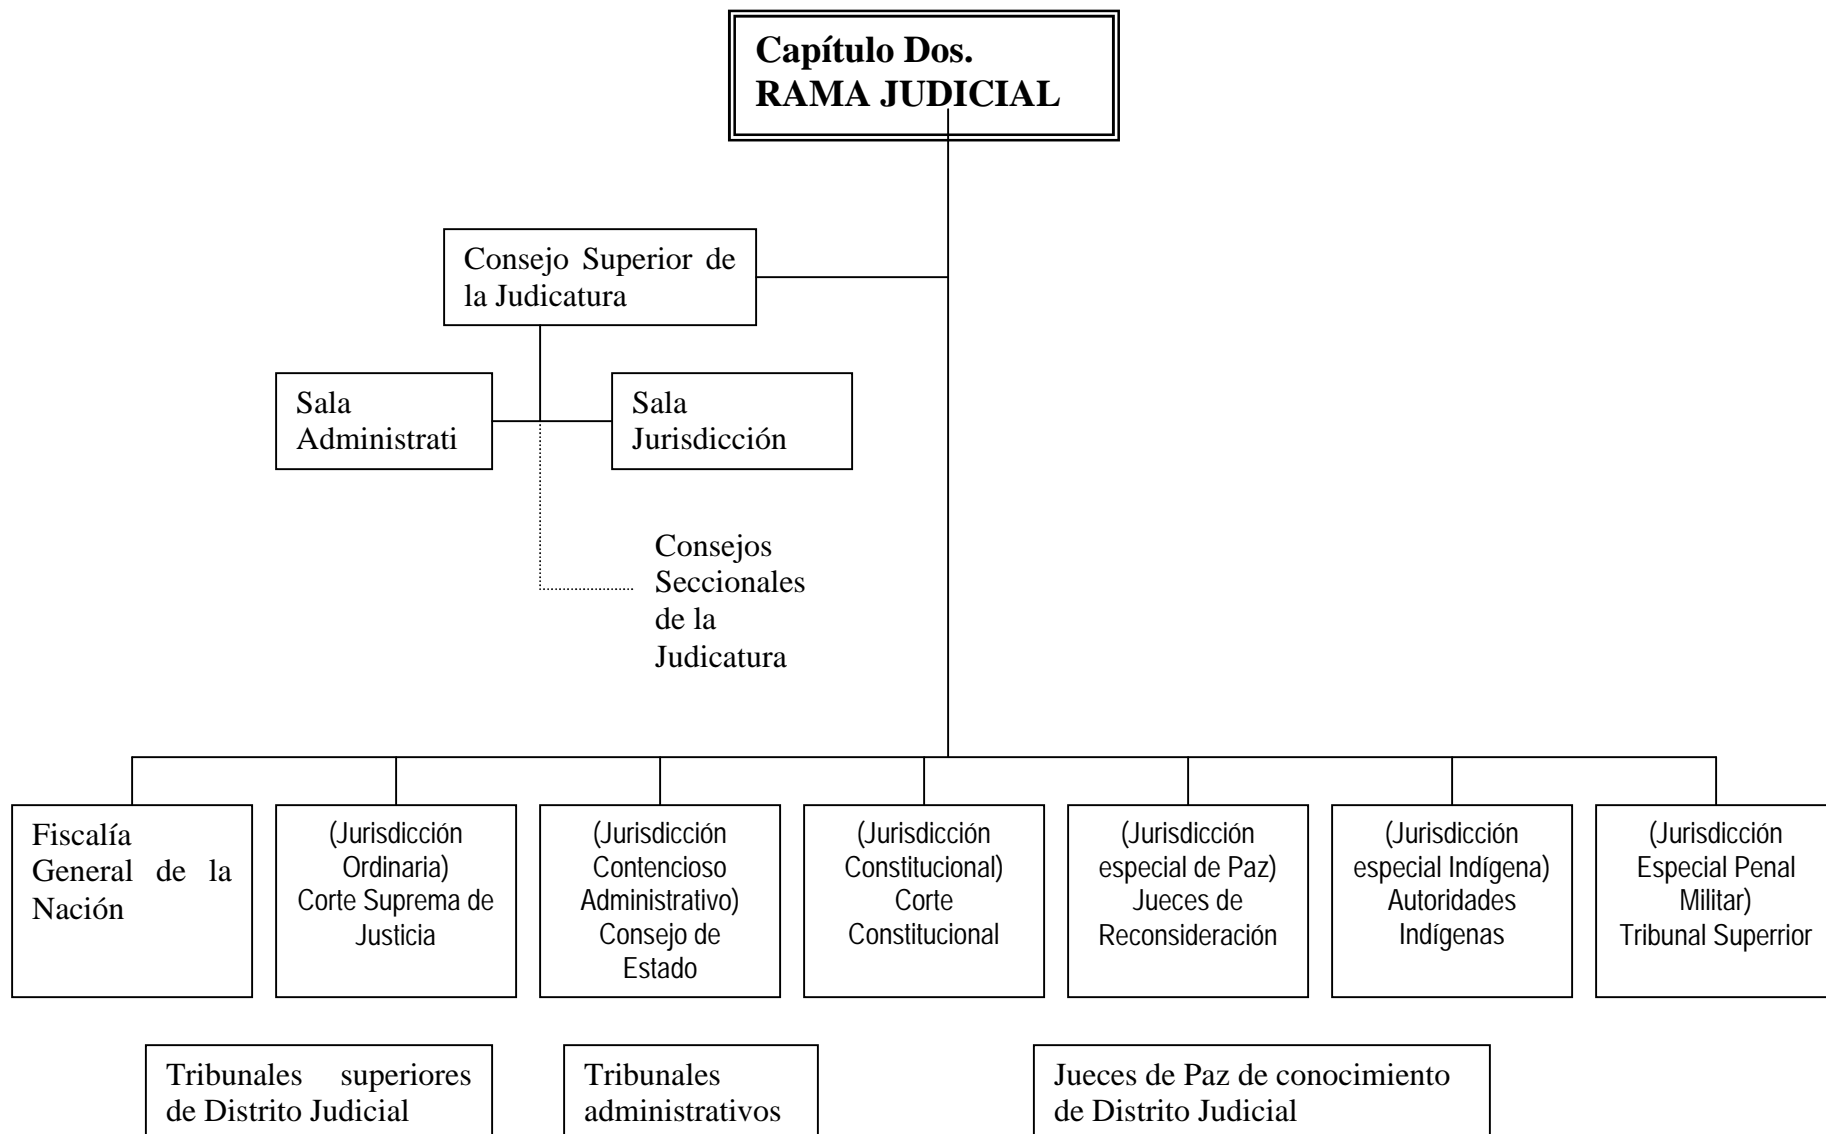 Capítulo Dos.
RAMA JUDICIAL
Consejo Superior de
la Judicatura
Sala
Administrati
Sala
Jurisdicción
Consejos
Seccionales
de la
Judicatura
Fiscalía
General de la
Nación
(Jurisdicción
Ordinaria)
Corte Suprema de
Justicia
(Jurisdicción
Contencioso
Administrativo)
Consejo de
Estado
(Jurisdicción
Constitucional)
Corte
Constitucional
(Jurisdicción
especial de Paz)
Jueces de
Reconsideración
(Jurisdicción
especial Indígena)
Autoridades
Indígenas
(Jurisdicción
Especial Penal
Militar)
Tribunal Superrior
Tribunales superiores
de Distrito Judicial
Tribunales
administrativos
Jueces de Paz de conocimiento
de Distrito Judicial